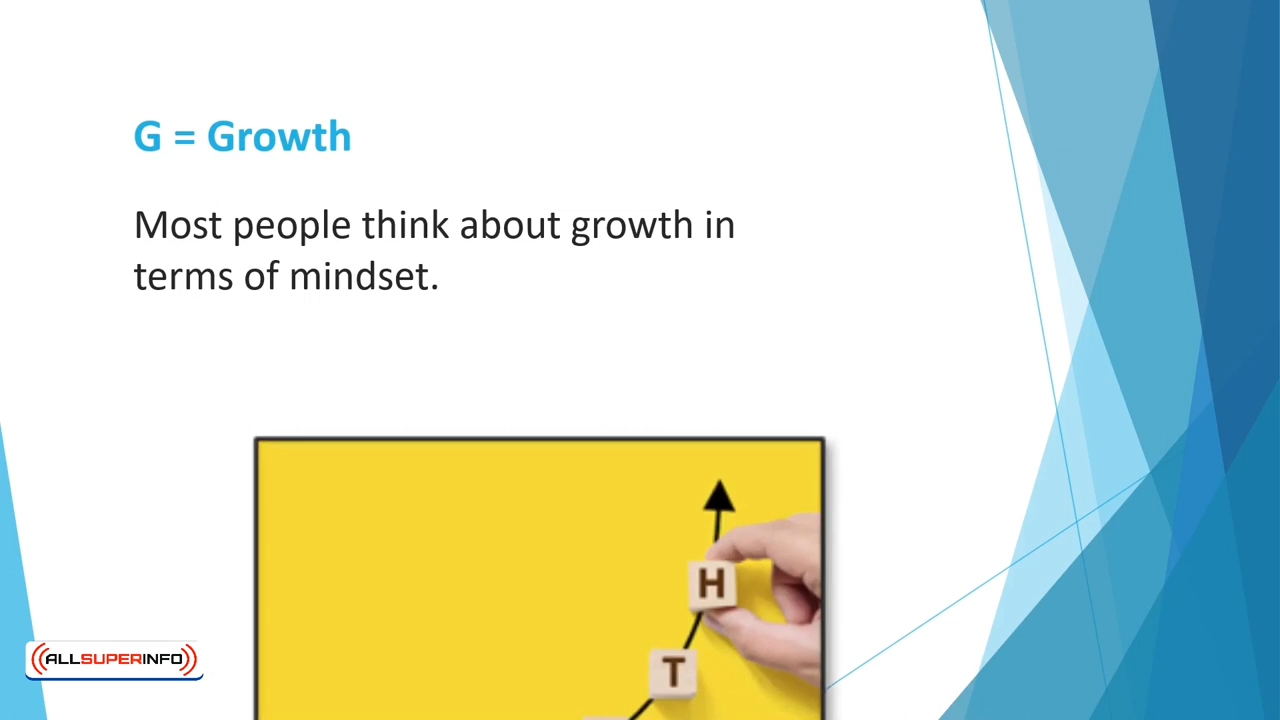 G = Growth
Most people think about growth in
terms of mindset.
H
T
ALLSUPERINFO